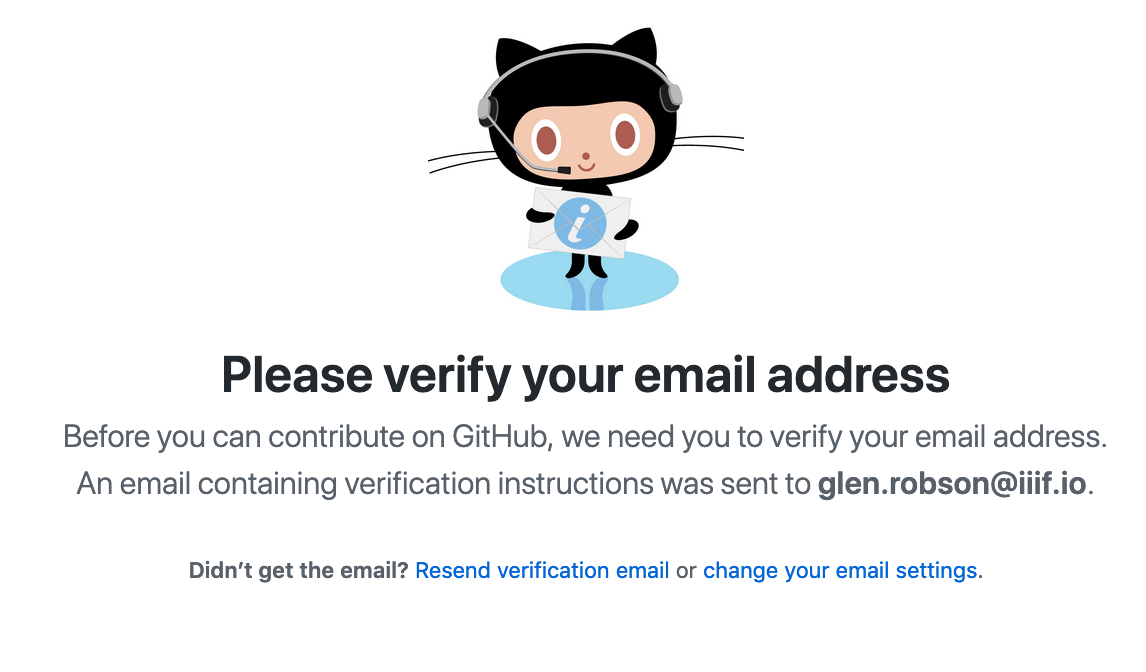 i
Please verify your email address
Before you can contribute on GitHub, we need you to verify your email address.
An email containing verification instructions was sent to glen.robson@iiif.io.
Didn’t get the email? Resend verification email or change your email settings.